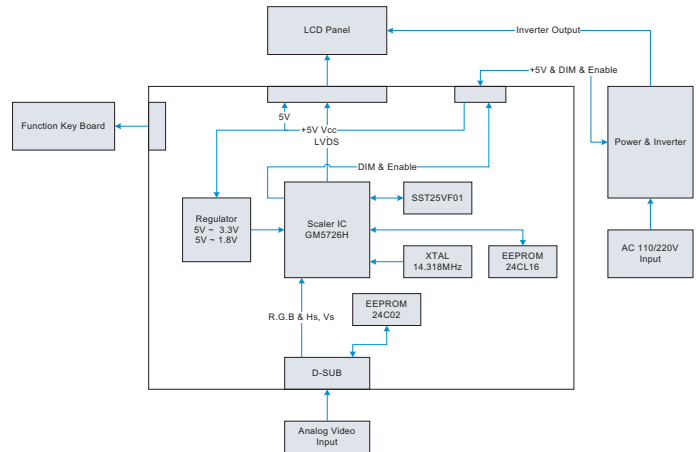 LCD Panel
Inverter Output
+5V & DIM & Enable
Function Key Board
5V
+5V Vcc
LVDS
Power & Inverter
DIM & Enable
SST25VF01
Regulator
5V ~ 3.3V
5V ~ 1.8V
Scaler IC
GM5726H
XTAL
14.318MHz
EEPROM
24CL16
AC 110/220V
Input
R.G.B & Hs, Vs
EEPROM
24C02
D-SUB
Analog Video
Input